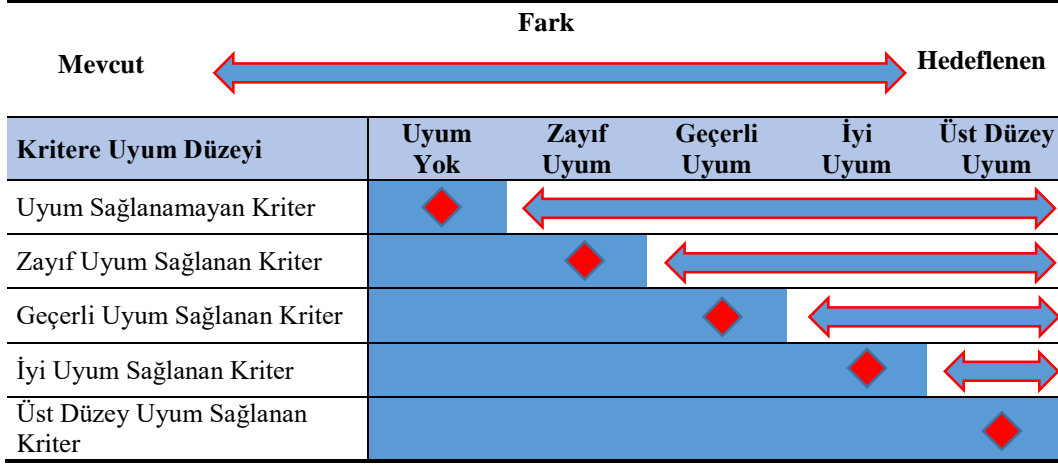 Fark
Mevcut
Hedeflenen
Kritere Uyum Düzeyi
Uyum
Yok
Zayıf
Uyum
Geçerli
Uyum
İyi
Uyum
Üst Düzey
Uyum
Uyum Sağlanamayan Kriter
Zayıf Uyum Sağlanan Kriter
Geçerli Uyum Sağlanan Kriter
İyi Uyum Sağlanan Kriter
Üst Düzey Uyum Sağlanan
Kriter